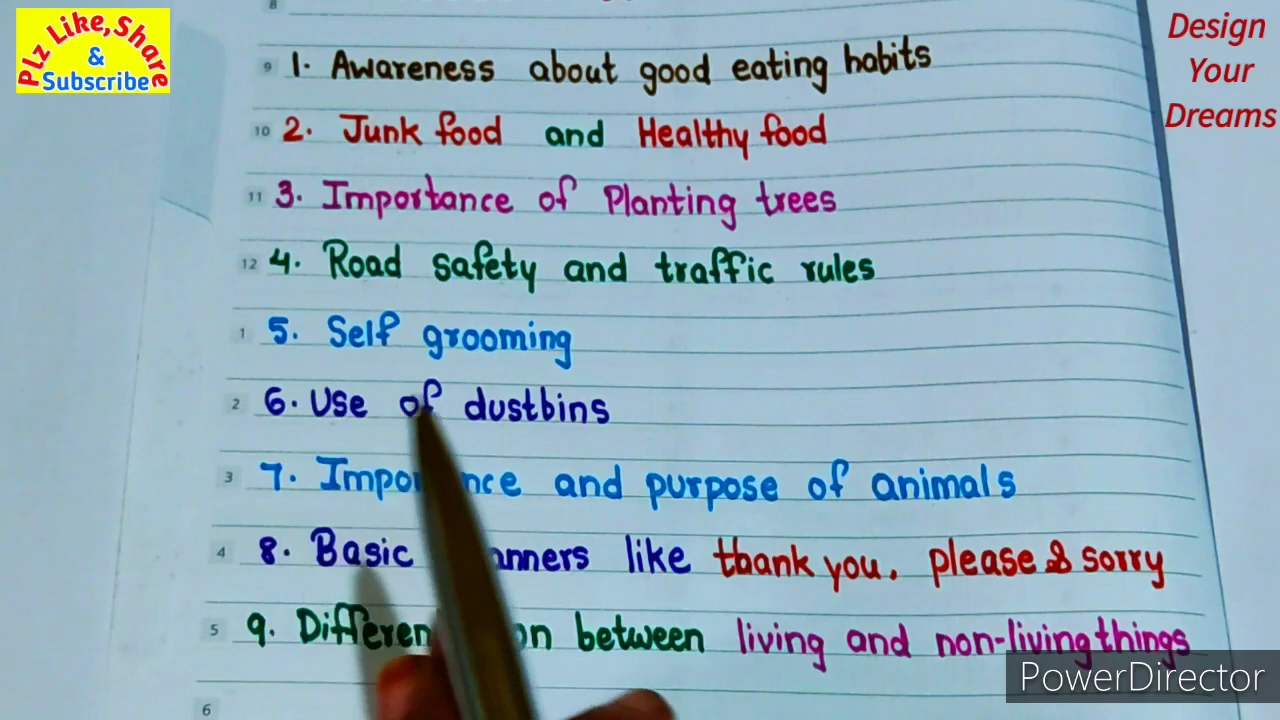 Plz Like, Share
&
Subscribe
Design
Your
Dreams
8
9 1. Awareness about good eating habits
10 2. Junk food and Healthy food
11 3. Importance of Planting trees
12 4. Road safety and traffic rules
1 5. Self grooming
2 6. Use of dustbins
3 7. and purpose of animals
4 8. Basic like thank you. please & sorry
5 9. between living and non-living things
6
PowerDirector